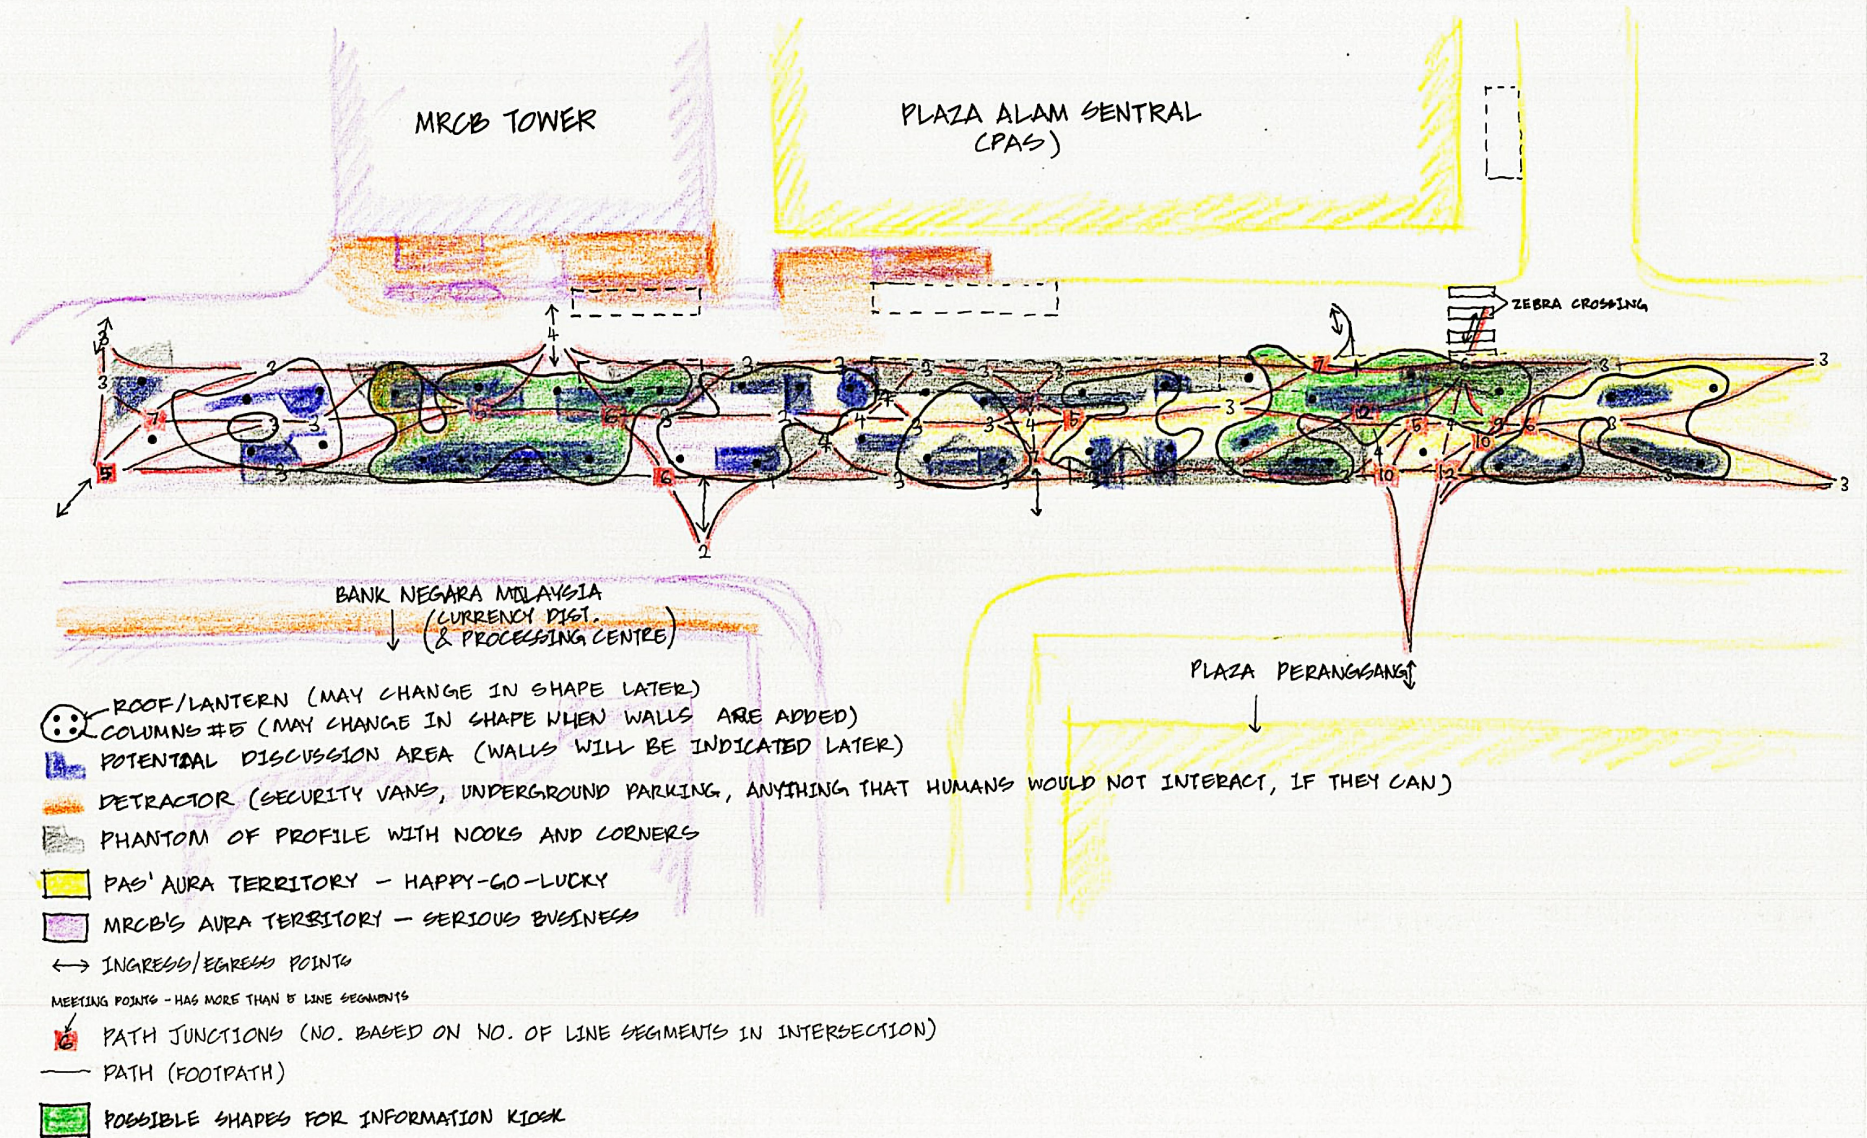 MRCB TOWER
PLAZA ALAM SENTRAL
(PAS)
ZEBRA CROSSING
BANK NEGARA MALAYSIA
(CURRENCY DIST.
& PROCESSING CENTRE)
PLAZA PERANGSANG
ROOF/LANTERN (MAY CHANGE IN SHAPE LATER)
COLUMNS #5 (MAY CHANGE IN SHAPE WHEN WALLS ARE ADDED)
POTENTIAL DISCUSSION AREA (WALLS WILL BE INDICATED LATER)
DETRACTOR (SECURITY VANS, UNDERGROUND PARKING, ANYTHING THAT HUMANS WOULD NOT INTERACT, IF THEY CAN)
PHANTOM OF PROFILE WITH NOOKS AND CORNERS
PAS' AURA TERRITORY - HAPPY-GO-LUCKY
MRCB'S AURA TERRITORY - SERIOUS BUSINESS
INGRESS/EGRESS POINTS
MEETING POINTS - HAS MORE THAN 5 LINE SEGMENTS
6 PATH JUNCTIONS (NO. BASED ON NO. OF LINE SEGMENTS IN INTERSECTION)
PATH (FOOTPATH)
POSSIBLE SHAPES FOR INFORMATION KIOSK